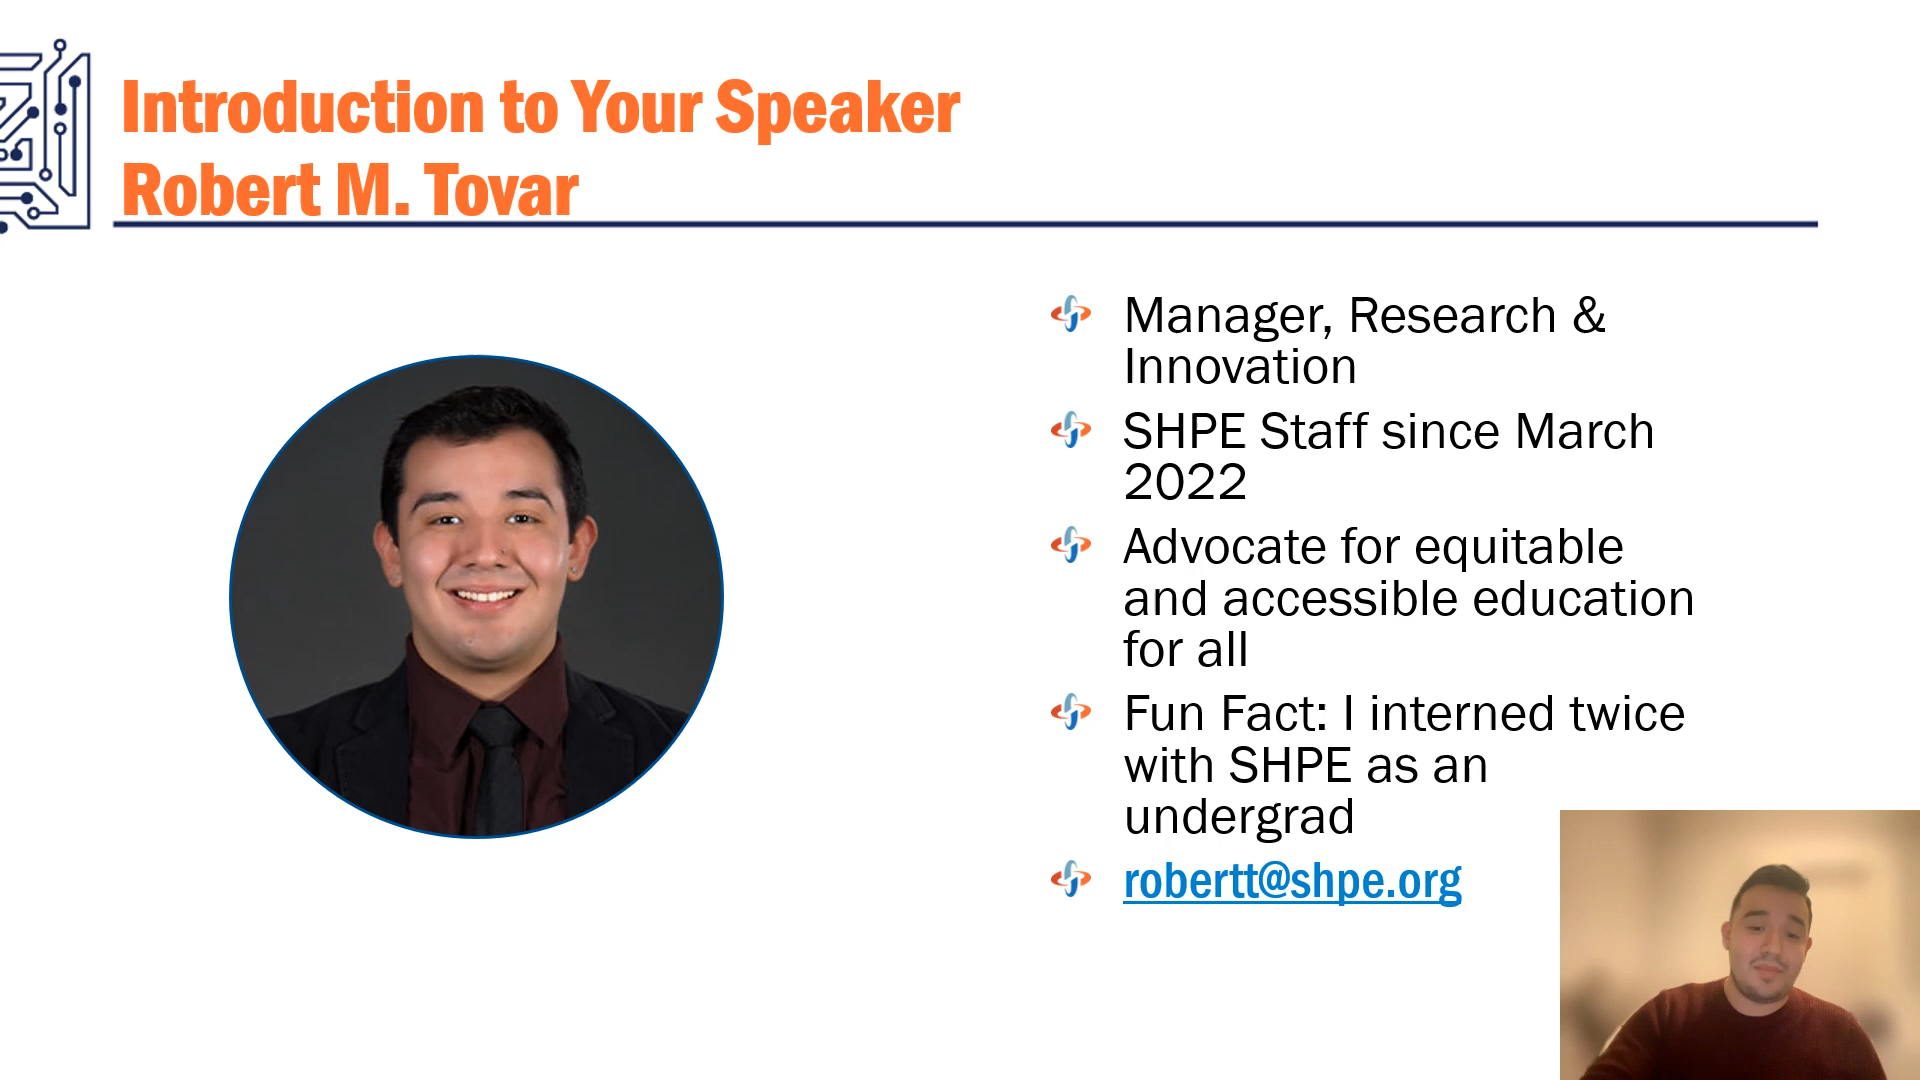 Introduction to Your Speaker
Robert M. Tovar
Manager, Research &
Innovation
SHPE Staff since March
2022
Advocate for equitable
and accessible education
for all
Fun Fact: I interned twice
with SHPE as an
undergrad
robertt@shpe.org